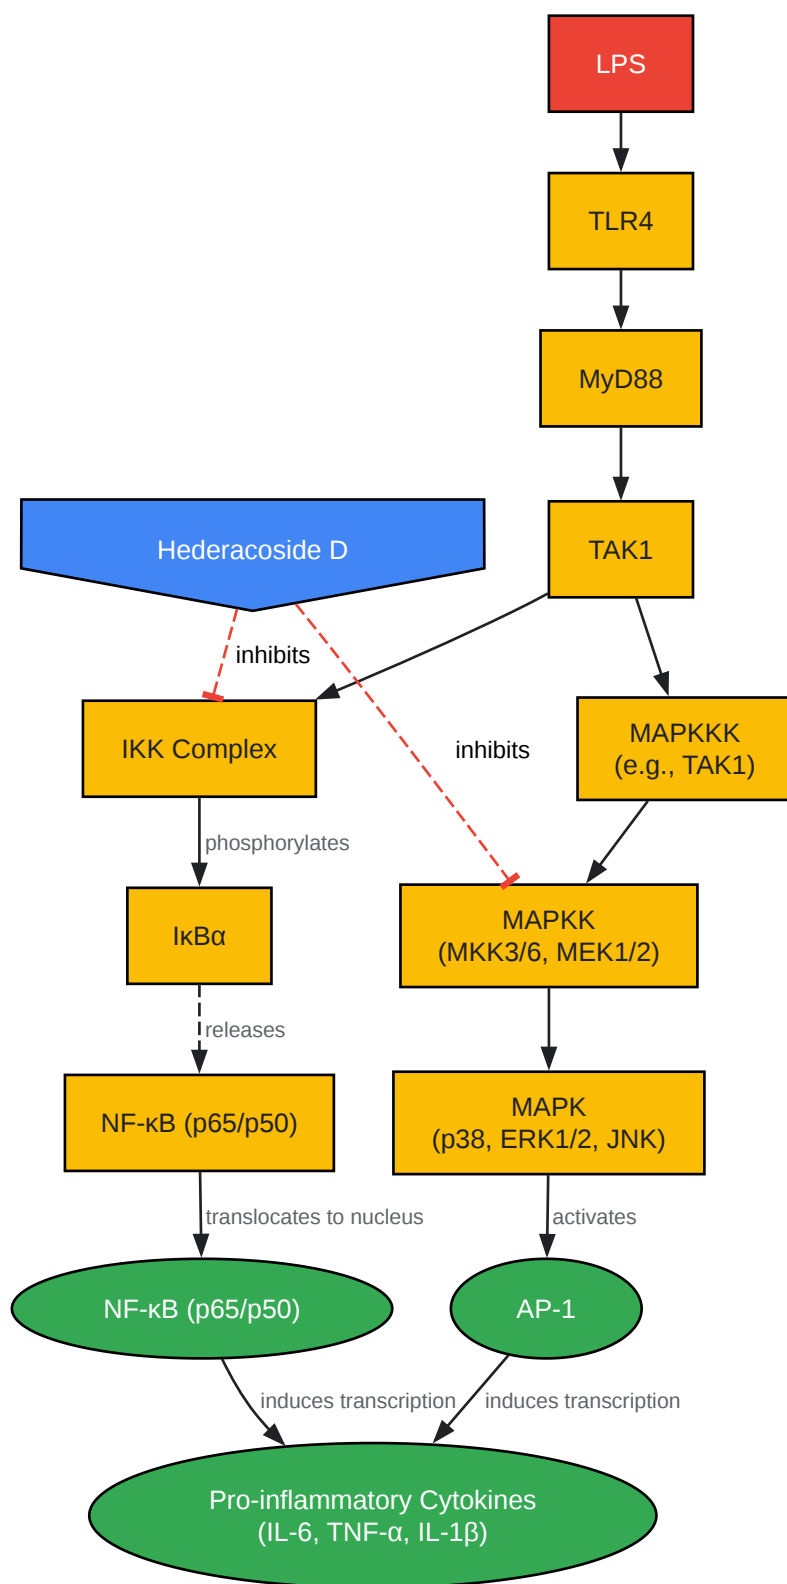 LPS
TLR4
MyD88
TAK1
Hederacoside D
inhibits
inhibits
IKK Complex
MAPKKK
(e.g., TAK1)
phosphorylates
IκBα
MAPKK
(MKK3/6, MEK1/2)
releases
NF-κB (p65/p50)
MAPK
(p38, ERK1/2, JNK)
translocates to nucleus
activates
NF-κB (p65/p50)
AP-1
induces transcription
induces transcription
Pro-inflammatory Cytokines
(IL-6, TNF-α, IL-1β)